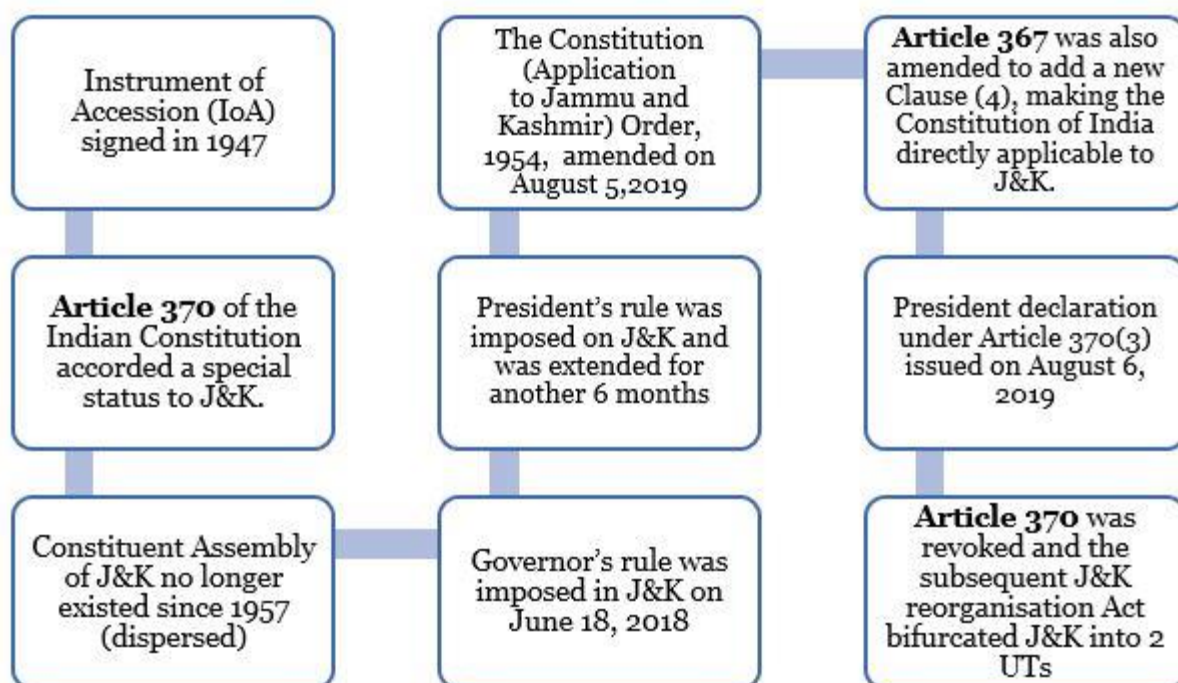 Instrument of
Accession (IoA)
signed in 1947
Article 370 of the
Indian Constitution
accorded a special
status to J&K.
Constituent Assembly
of J&K no longer
existed since 1957
(dispersed)
Governor’s rule was
imposed in J&K on
June 18, 2018
President’s rule was
imposed on J&K and
was extended for
another 6 months
The Constitution
(Application
to Jammu and
Kashmir) Order,
1954, amended on
August 5,2019
Article 367 was also
amended to add a new
Clause (4), making the
Constitution of India
directly applicable to
J&K.
President declaration
under Article 370(3)
issued on August 6,
2019
Article 370 was
revoked and the
subsequent J&K
reorganisation Act
bifurcated J&K into 2
UTs